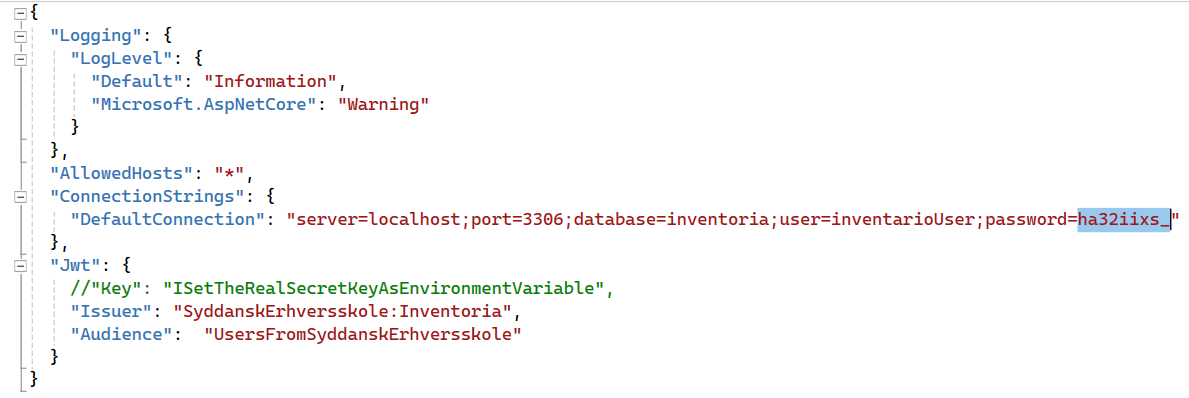 {
"Logging": {
"LogLevel": {
"Default": "Information",
"Microsoft.AspNetCore": "Warning"
}
},
"AllowedHosts": "*",
"ConnectionStrings": {
"DefaultConnection": "server=localhost;port=3306;database=inventoria;user=inventarioUser;password=ha32iixs_"
},
"Jwt": {
//"Key": "ISetTheRealSecretKeyAsEnvironmentVariable",
"Issuer": "SyddanskErhversskole:Inventoria",
"Audience":  "UsersFromSyddanskErhversskole"
}
}